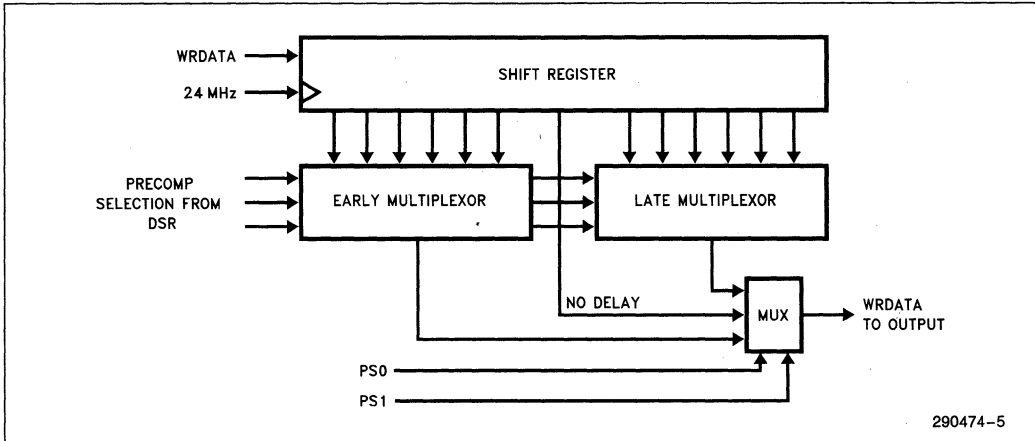 WRDATA
24 MHz
SHIFT REGISTER
PRECOMP
SELECTION FROM
DSR
EARLY MULTIPLEXOR
LATE MULTIPLEXOR
NO DELAY
MUX
WRDATA
TO OUTPUT
PS0
PS1
290474-5